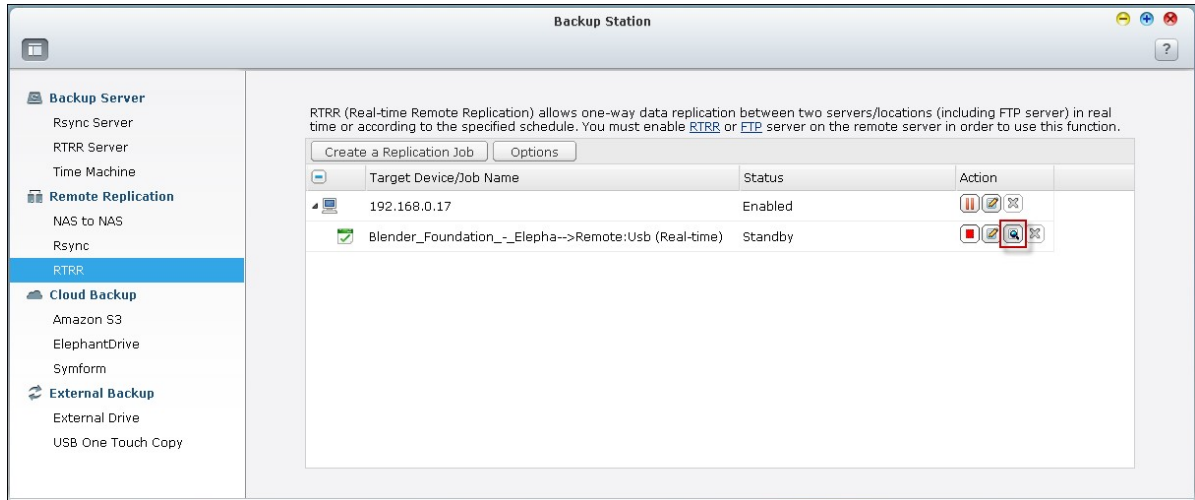 Backup Station
?
Backup Server
Rsync Server
RTRR Server
Time Machine
Remote Replication
NAS to NAS
Rsync
RTRR
Cloud Backup
Amazon S3
ElephantDrive
Symform
External Backup
External Drive
USB One Touch Copy
RTRR (Real-time Remote Replication) allows one-way data replication between two servers/locations (including FTP server) in real
time or according to the specified schedule. You must enable RTRR or FTP server on the remote server in order to use this function.
Create a Replication Job Options
Target Device/Job Name Status Action
192.168.0.17 Enabled
Blender_Foundation_-_Elepha-->Remote:Usb (Real-time) Standby